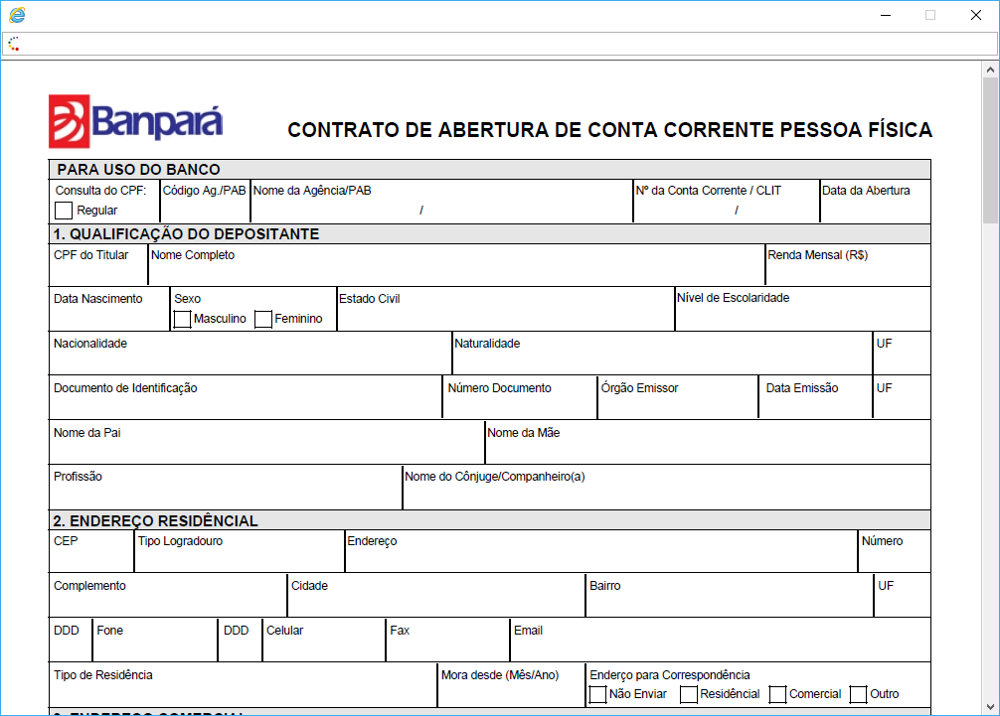 Banpará
CONTRATO DE ABERTURA DE CONTA CORRENTE PESSOA FÍSICA
PARA USO DO BANCO
Consulta do CPF: Código Ag./PAB Nome da Agência/PAB Nº da Conta Corrente / CLIT Data da Abertura
Regular / /
1. QUALIFICAÇÃO DO DEPOSITANTE
CPF do Titular Nome Completo Renda Mensal (R$)
Data Nascimento Sexo Estado Civil Nível de Escolaridade
Masculino Feminino
Nacionalidade Naturalidade UF
Documento de Identificação Número Documento Órgão Emissor Data Emissão UF
Nome da Pai Nome da Mãe
Profissão Nome do Cônjuge/Companheiro(a)
2. ENDEREÇO RESIDÊNCIAL
CEP Tipo Logradouro Endereço Número
Complemento Cidade Bairro UF
DDD Fone DDD Celular Fax Email
Tipo de Residência Mora desde (Mês/Ano) Enderço para Correspondência
Não Enviar Residêncial Comercial Outro
3. ENDEREÇO COMERCIAL